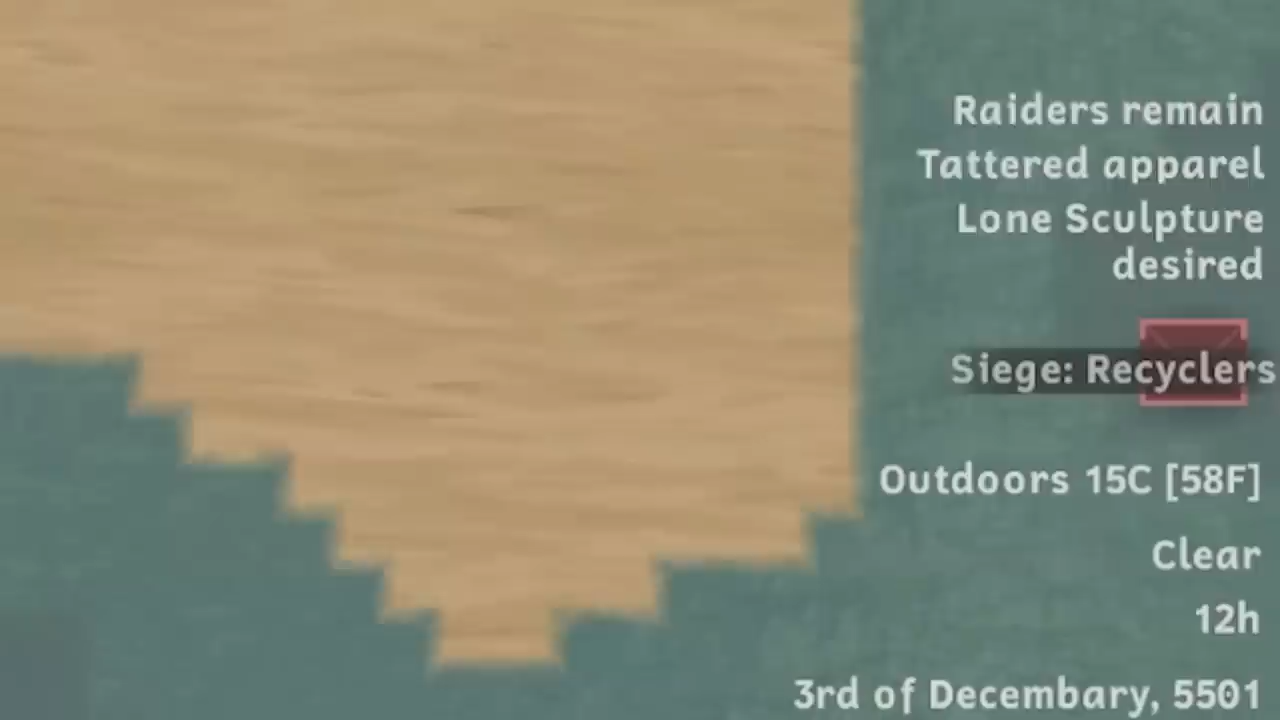 Raiders remain
Tattered apparel
Lone Sculpture
desired
Siege: Recyclers
Outdoors 15C [58F]
Clear
12h
3rd of Decembary, 5501